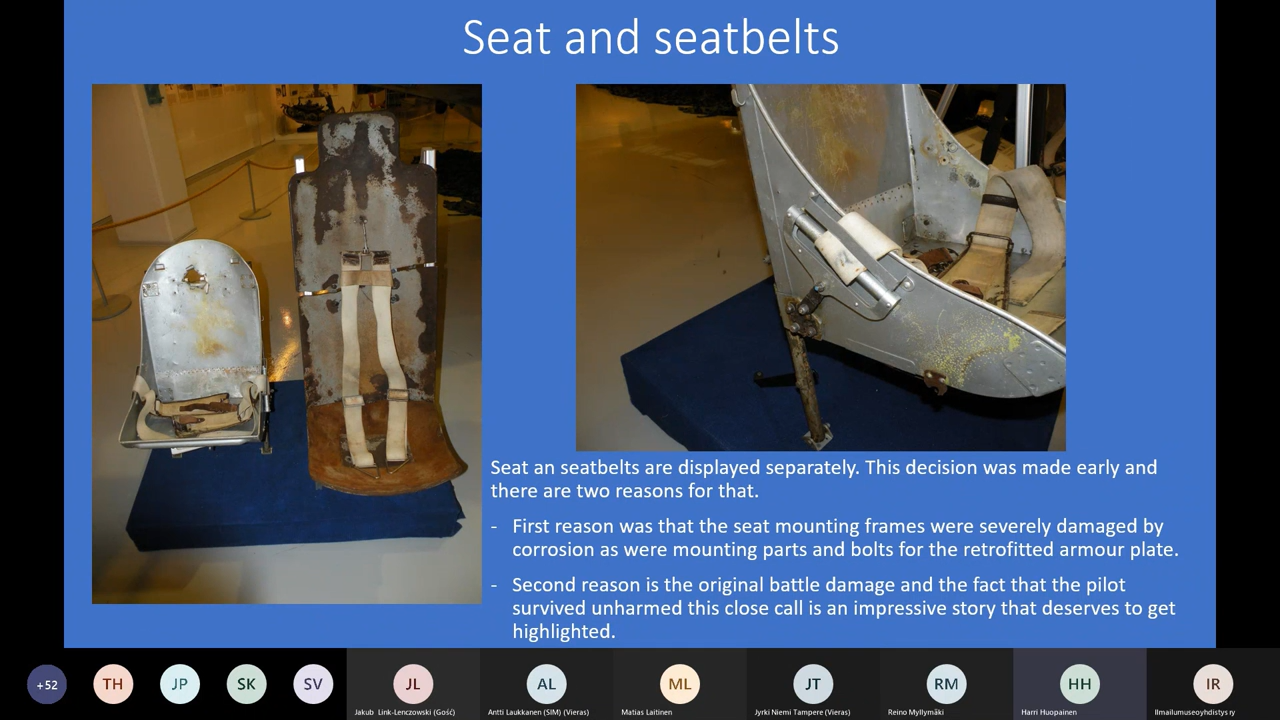 Seat and seatbelts
Seat an seatbelts are displayed separately. This decision was made early and
there are two reasons for that.
- First reason was that the seat mounting frames were severely damaged by
corrosion as were mounting parts and bolts for the retrofitted armour plate.
- Second reason is the original battle damage and the fact that the pilot
survived unharmed this close call is an impressive story that deserves to get
highlighted.
+52
TH
JP
SK
SV
JL
AL
ML
JT
RM
HH
IR
Jakub Link-Lenczowski (Gość)
Antti Laukkanen (SIM) (Vieras)
Matias Laitinen
Jyrki Niemi Tampere (Vieras)
Reino Myllymäki
Harri Huopainen
Ilmailumuseoyhdistys ry